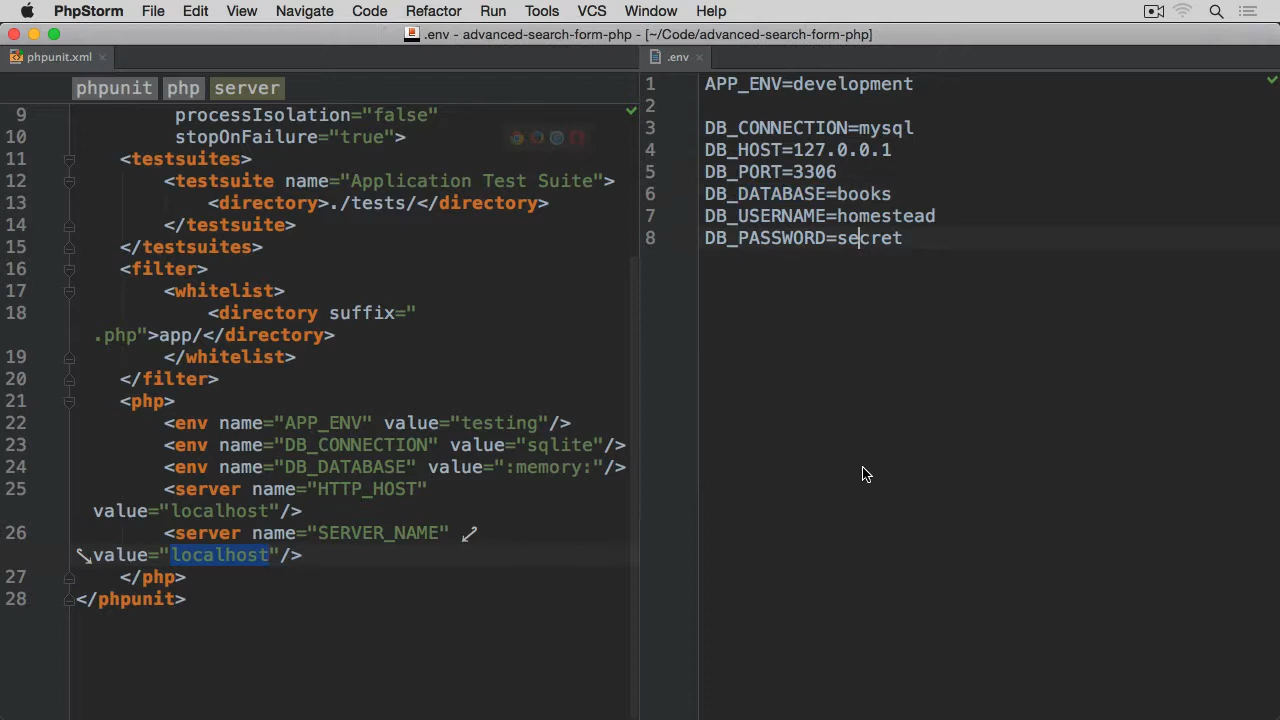 PhpStorm File Edit View Navigate Code Refactor Run Tools VCS Window Help
.env - advanced-search-form-php - [~/Code/advanced-search-form-php]
phpunit.xml
phpunit php server
9 processIsolation="false"
10 stopOnFailure="true">
11 <testsuites>
12 <testsuite name="Application Test Suite">
13 <directory>./tests/</directory>
14 </testsuite>
15 </testsuites>
16 <filter>
17 <whitelist>
18 <directory suffix="
.php">app/</directory>
19 </whitelist>
20 </filter>
21 <php>
22 <env name="APP_ENV" value="testing"/>
23 <env name="DB_CONNECTION" value="sqlite"/>
24 <env name="DB_DATABASE" value=":memory:"/>
25 <server name="HTTP_HOST"
value="localhost"/>
26 <server name="SERVER_NAME"
value="localhost"/>
27 </php>
28 </phpunit>
.env
1 APP_ENV=development
2
3 DB_CONNECTION=mysql
4 DB_HOST=127.0.0.1
5 DB_PORT=3306
6 DB_DATABASE=books
7 DB_USERNAME=homestead
8 DB_PASSWORD=secret